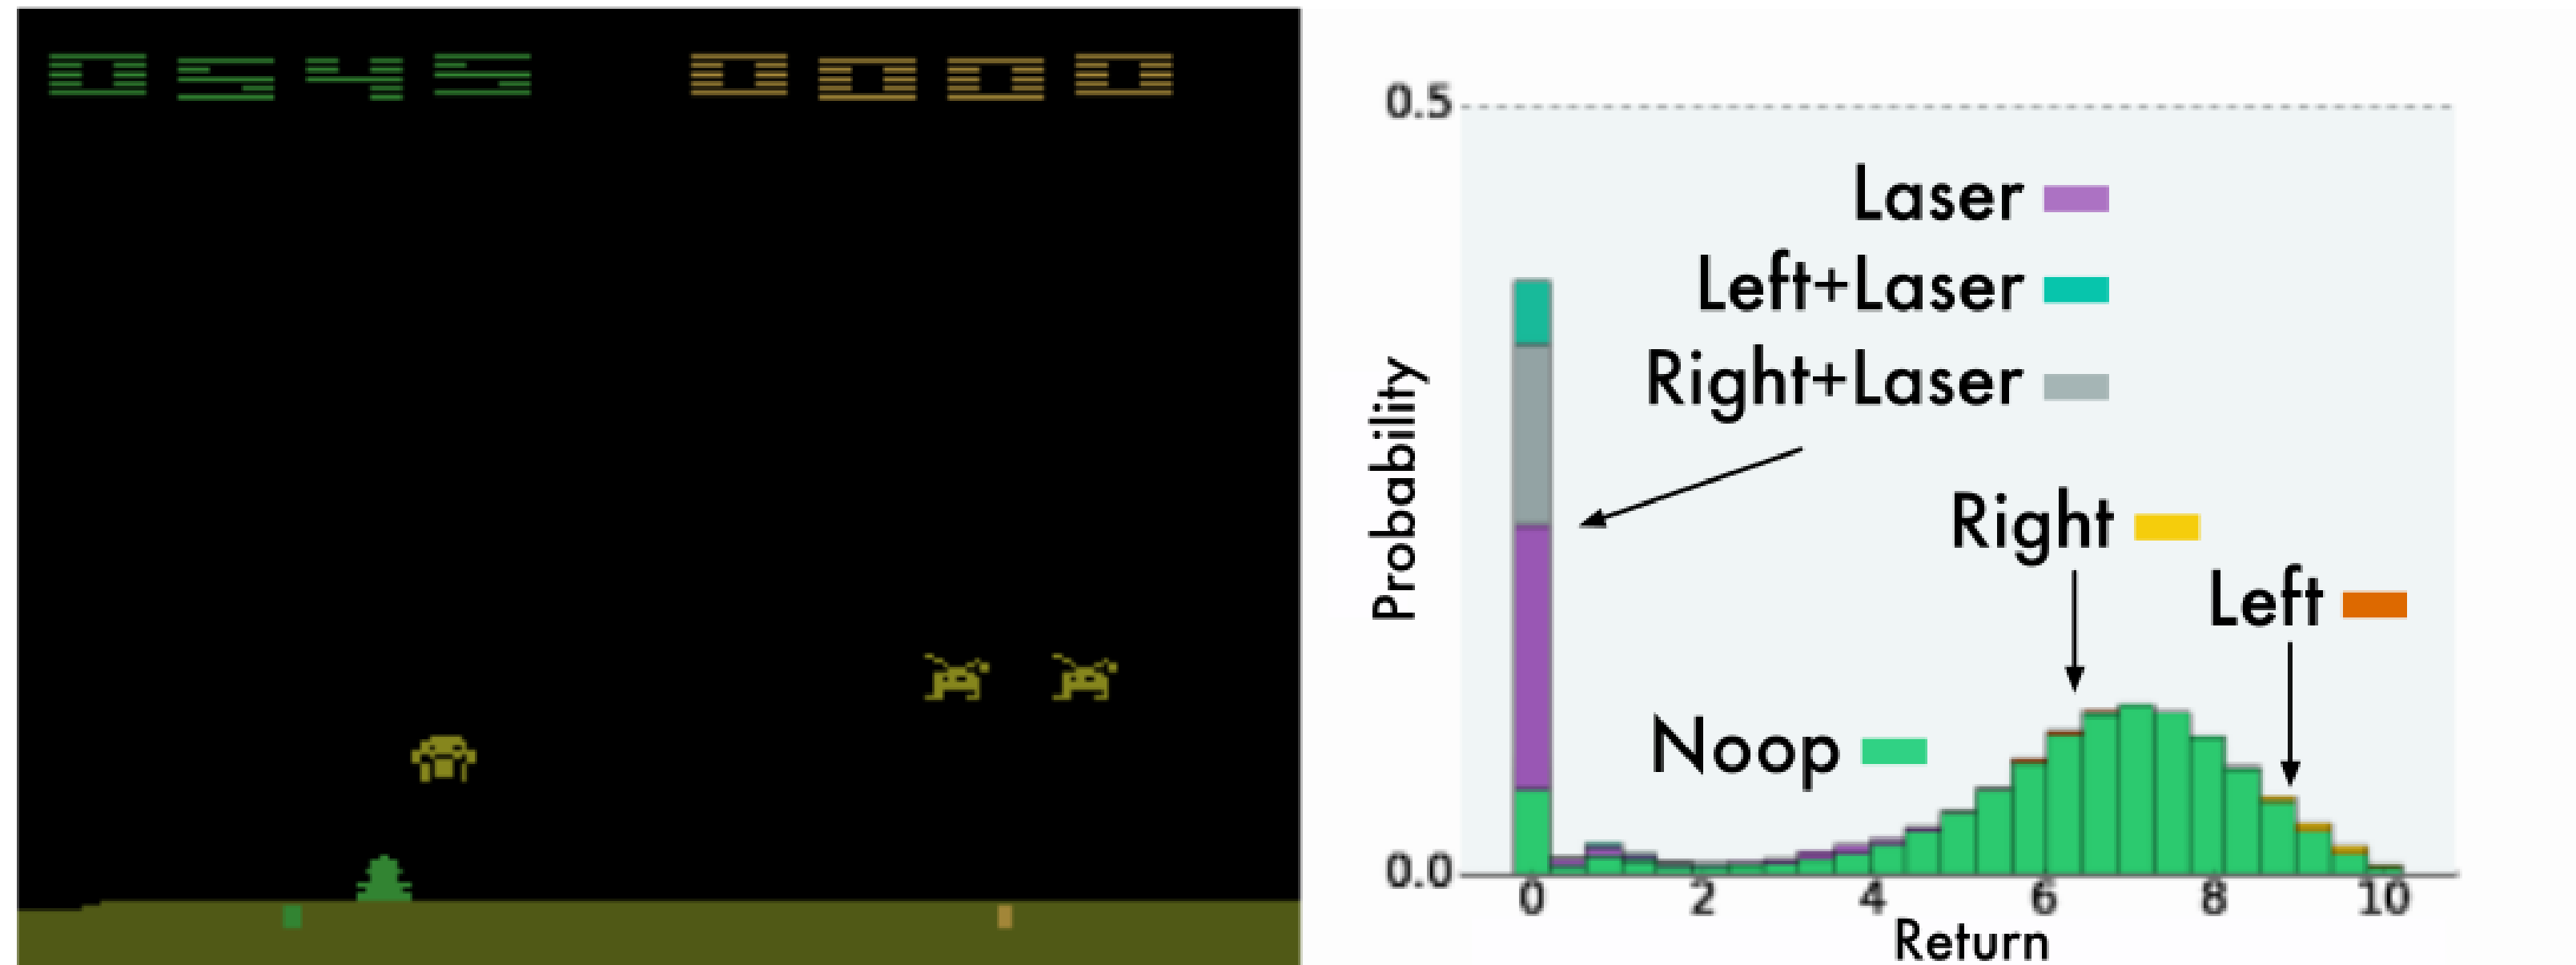 0545 0000
0.5
Laser
Left+Laser
Right+Laser
Probability
Right
Left
Noop
0.0
0 2 4 6 8 10
Return